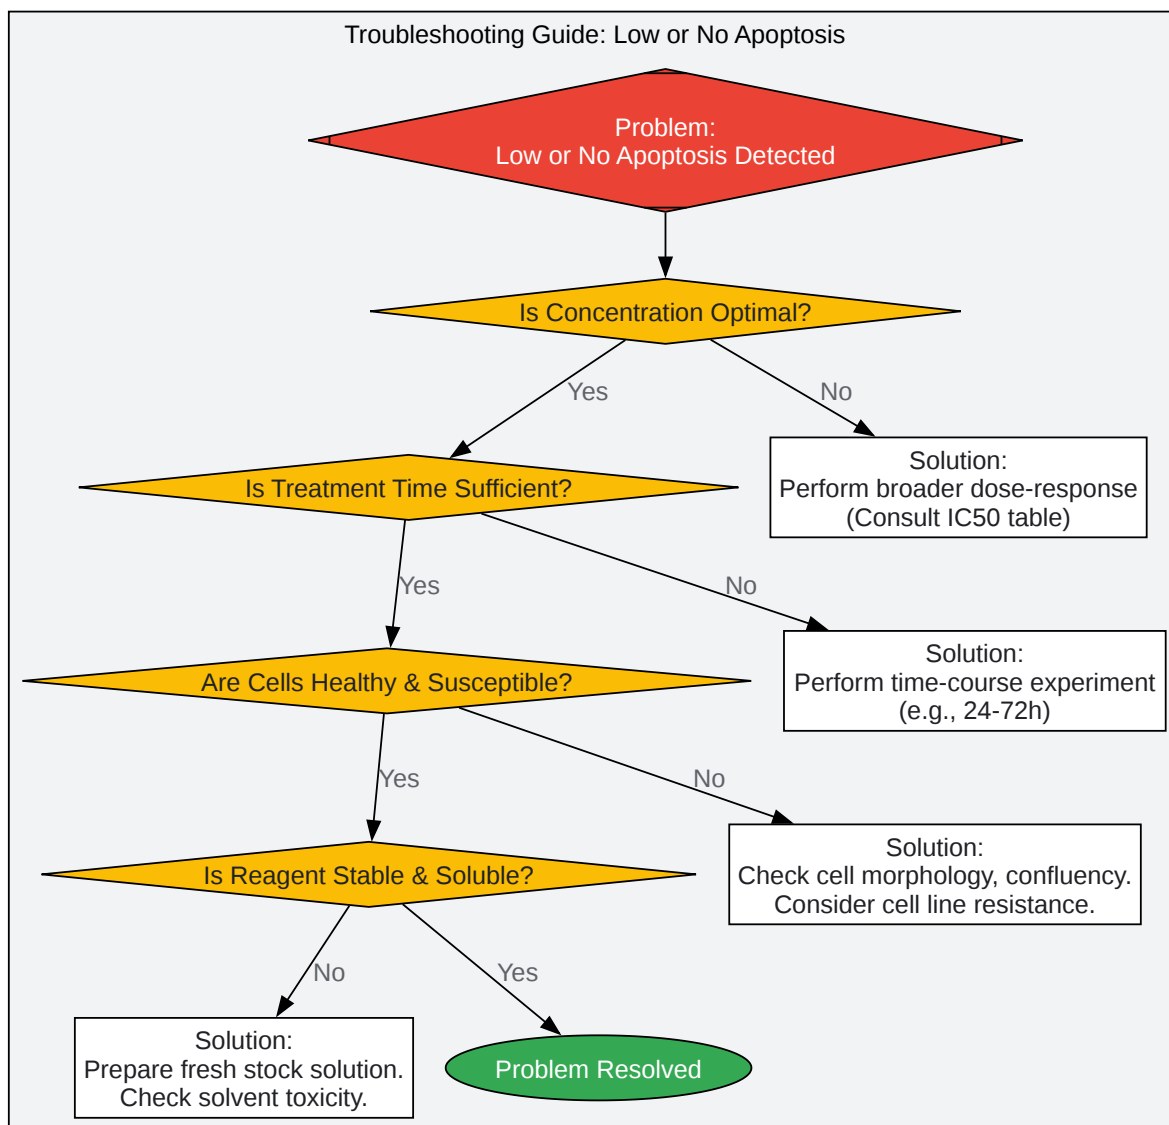 Troubleshooting Guide: Low or No Apoptosis
Problem:
Low or No Apoptosis Detected
Is Concentration Optimal?
Yes
No
Solution:
Perform broader dose-response
(Consult IC50 table)
Is Treatment Time Sufficient?
Yes
No
Solution:
Perform time-course experiment
(e.g., 24-72h)
Are Cells Healthy & Susceptible?
Yes
No
Solution:
Check cell morphology, confluency.
Consider cell line resistance.
Is Reagent Stable & Soluble?
No
Yes
Solution:
Prepare fresh stock solution.
Check solvent toxicity.
Problem Resolved